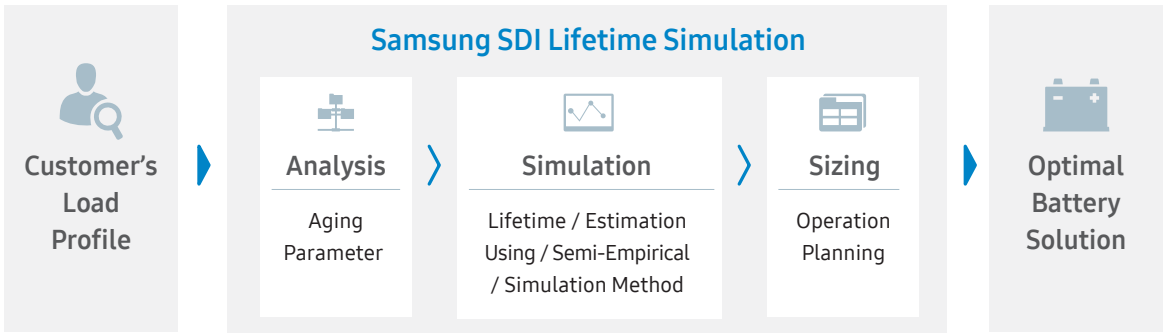 Samsung SDI Lifetime Simulation
Customer's
Load
Profile
Analysis
Aging
Parameter
Simulation
Lifetime / Estimation
Using / Semi-Empirical
/ Simulation Method
Sizing
Operation
Planning
Optimal
Battery
Solution